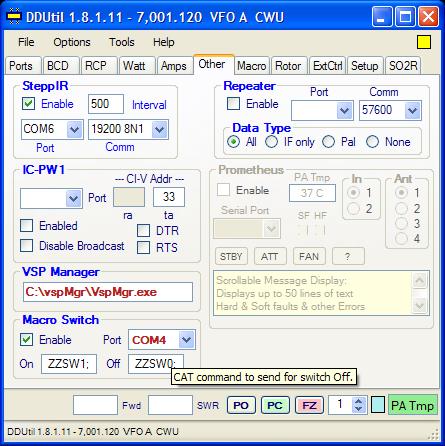 DDUtil 1.8.1.11 - 7,001.120 VFO A CWU
File Options Tools Help
Ports BCD RCP Watt Amps Other Macro Rotor ExtCtrl Setup SO2R
SteppIR
Enable 500 Interval
COM6 19200 8N1
Port Comm
Repeater
Port Comm
Enable 57600
Data Type
All IF only Pal None
IC-PW1
--- CI-V Addr ---
Port 33
ra ta
Enabled DTR
Disable Broadcast RTS
Prometheus
PA Tmp In Ant
Enable 37 C 1 1
Serial Port SF HF 2 2
3
4
STBY ATT FAN ?
Scrollable Message Display:
Displays up to 50 lines of text
Hard & Soft faults & other Errors
VSP Manager
C:\vspMgr\VspMgr.exe
Macro Switch
Enable Port COM4
On ZZSW1; Off ZZSW0;
CAT command to send for switch Off.
Fwd SWR PO PC FZ 1 PA Tmp
DDUtil 1.8.1.11 - 7,001.120 VFO A CWU